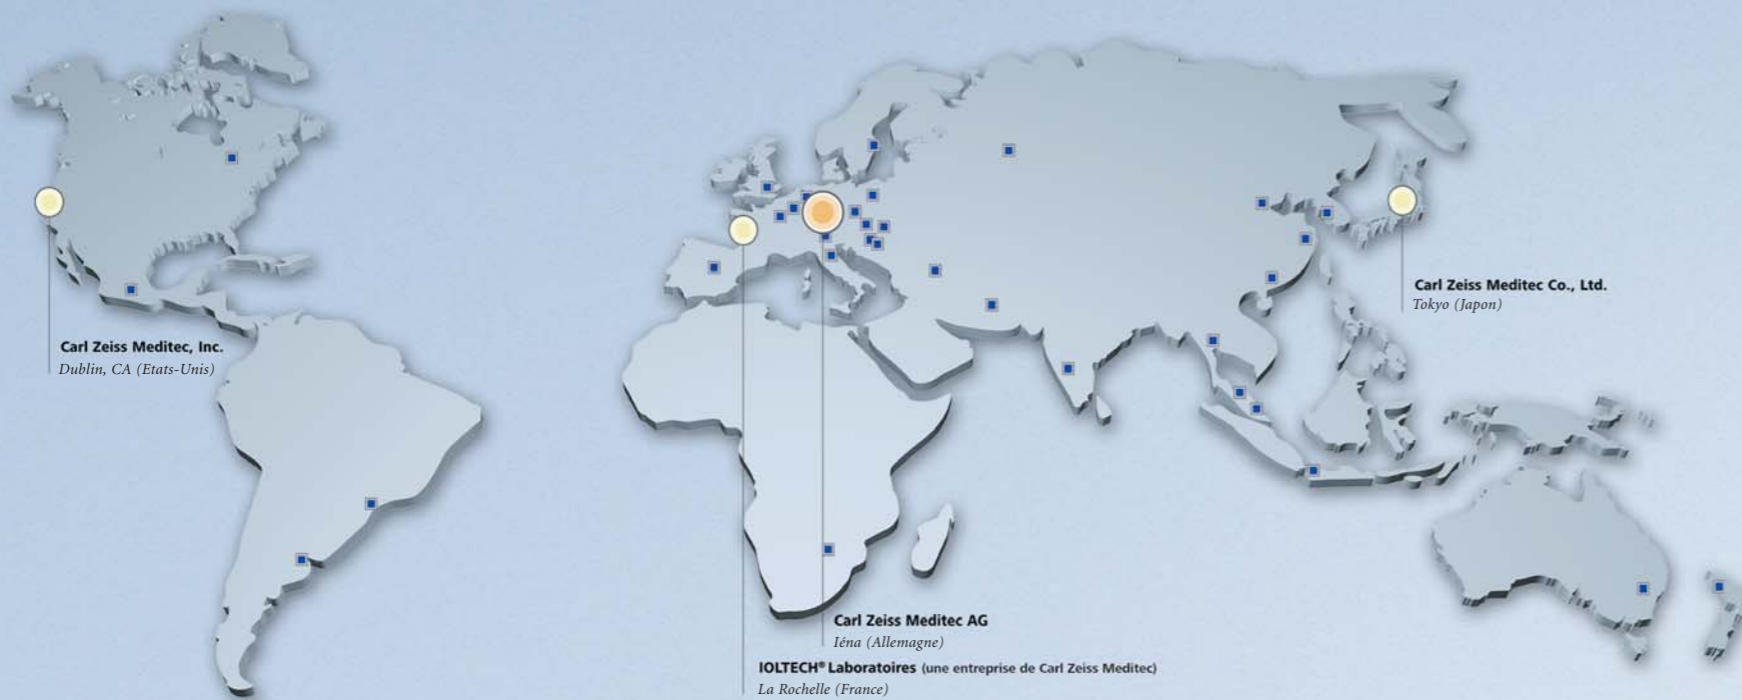 Carl Zeiss Meditec, Inc.
Dublin, CA (Etats-Unis)
Carl Zeiss Meditec Co., Ltd.
Tokyo (Japon)
Carl Zeiss Meditec AG
Iéna (Allemagne)
IOLTECH® Laboratoires (une entreprise de Carl Zeiss Meditec)
La Rochelle (France)